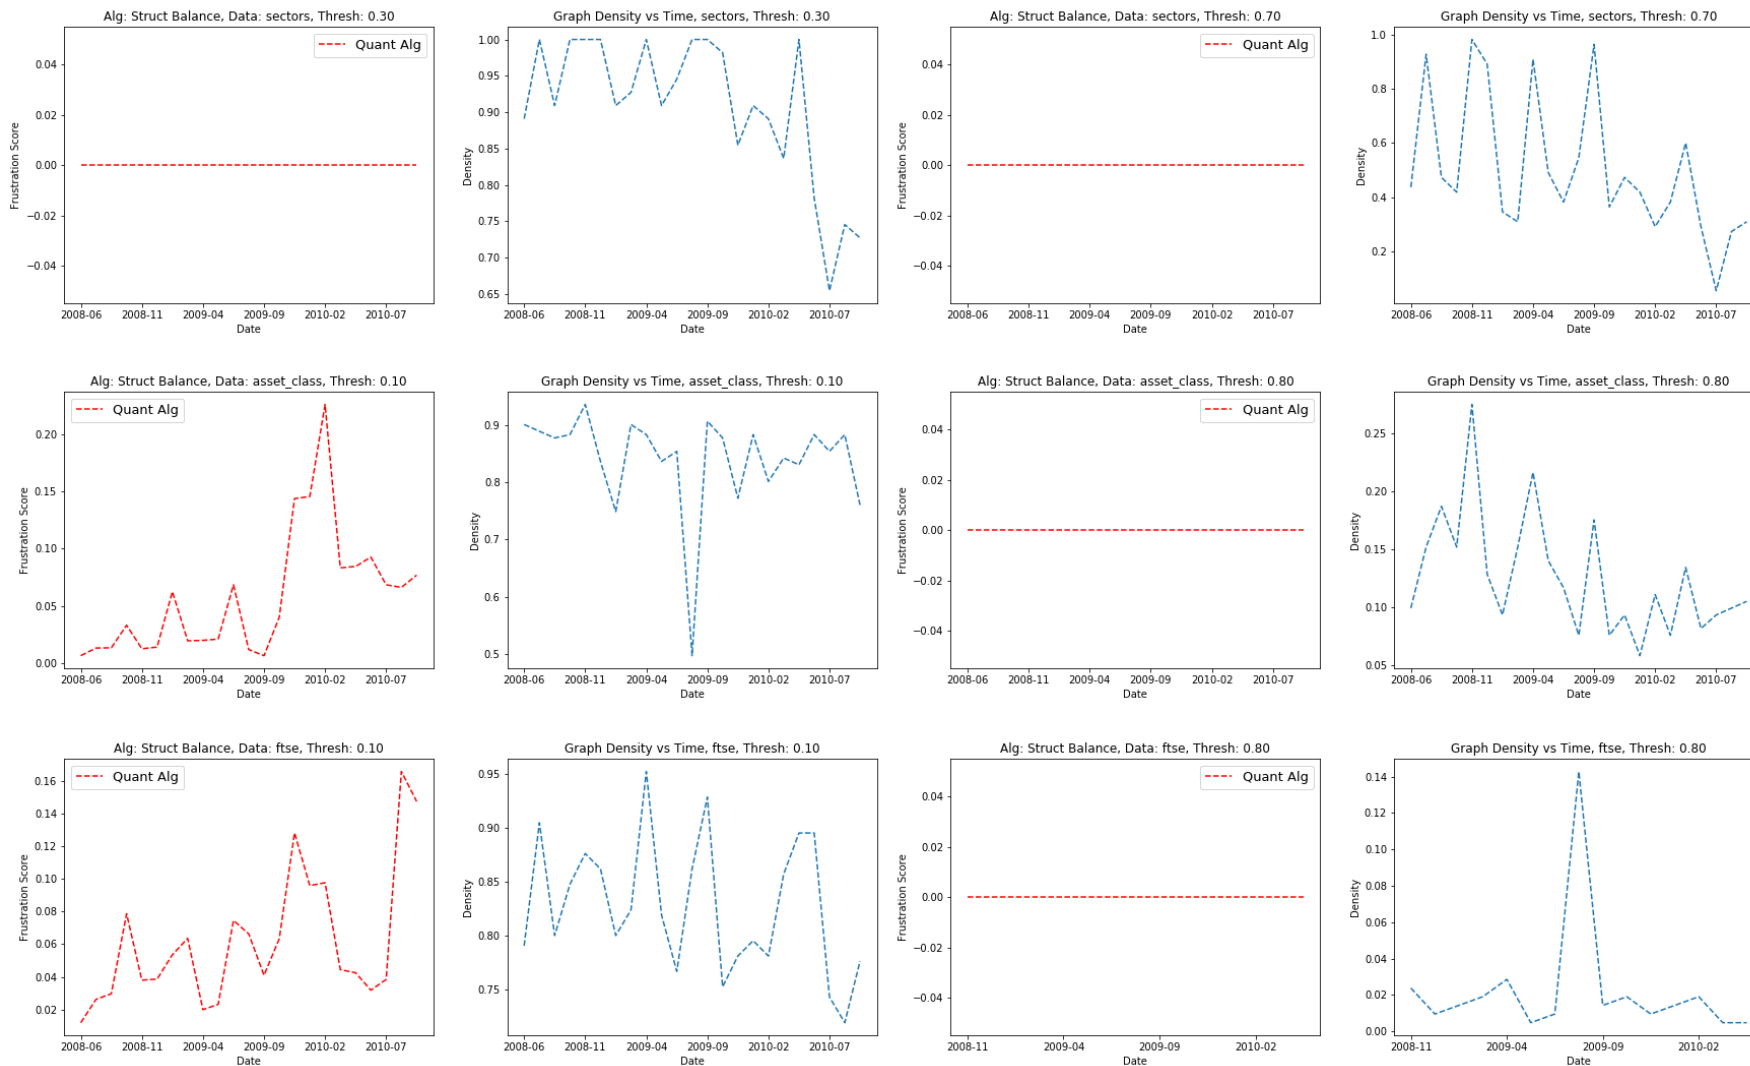 Alg: Struct Balance, Data: sectors, Thresh: 0.30
Quant Alg
Frustration Score
0.04
0.02
0.00
−0.02
−0.04
2008-06 2008-11 2009-04 2009-09 2010-02 2010-07
Date
Graph Density vs Time, sectors, Thresh: 0.30
Density
1.00
0.95
0.90
0.85
0.80
0.75
0.70
0.65
2008-06 2008-11 2009-04 2009-09 2010-02 2010-07
Date
Alg: Struct Balance, Data: sectors, Thresh: 0.70
Quant Alg
Frustration Score
0.04
0.02
0.00
−0.02
−0.04
2008-06 2008-11 2009-04 2009-09 2010-02 2010-07
Date
Graph Density vs Time, sectors, Thresh: 0.70
Density
1.0
0.8
0.6
0.4
0.2
2008-06 2008-11 2009-04 2009-09 2010-02 2010-07
Date
Alg: Struct Balance, Data: asset_class, Thresh: 0.10
Quant Alg
Frustration Score
0.20
0.15
0.10
0.05
0.00
2008-06 2008-11 2009-04 2009-09 2010-02 2010-07
Date
Graph Density vs Time, asset_class, Thresh: 0.10
Density
0.9
0.8
0.7
0.6
0.5
2008-06 2008-11 2009-04 2009-09 2010-02 2010-07
Date
Alg: Struct Balance, Data: asset_class, Thresh: 0.80
Quant Alg
Frustration Score
0.04
0.02
0.00
−0.02
−0.04
2008-06 2008-11 2009-04 2009-09 2010-02 2010-07
Date
Graph Density vs Time, asset_class, Thresh: 0.80
Density
0.25
0.20
0.15
0.10
0.05
2008-06 2008-11 2009-04 2009-09 2010-02 2010-07
Date
Alg: Struct Balance, Data: ftse, Thresh: 0.10
Quant Alg
Frustration Score
0.16
0.14
0.12
0.10
0.08
0.06
0.04
0.02
2008-06 2008-11 2009-04 2009-09 2010-02 2010-07
Date
Graph Density vs Time, ftse, Thresh: 0.10
Density
0.95
0.90
0.85
0.80
0.75
2008-06 2008-11 2009-04 2009-09 2010-02 2010-07
Date
Alg: Struct Balance, Data: ftse, Thresh: 0.80
Quant Alg
Frustration Score
0.04
0.02
0.00
−0.02
−0.04
2008-11 2009-04 2009-09 2010-02
Date
Graph Density vs Time, ftse, Thresh: 0.80
Density
0.14
0.12
0.10
0.08
0.06
0.04
0.02
0.00
2008-11 2009-04 2009-09 2010-02
Date